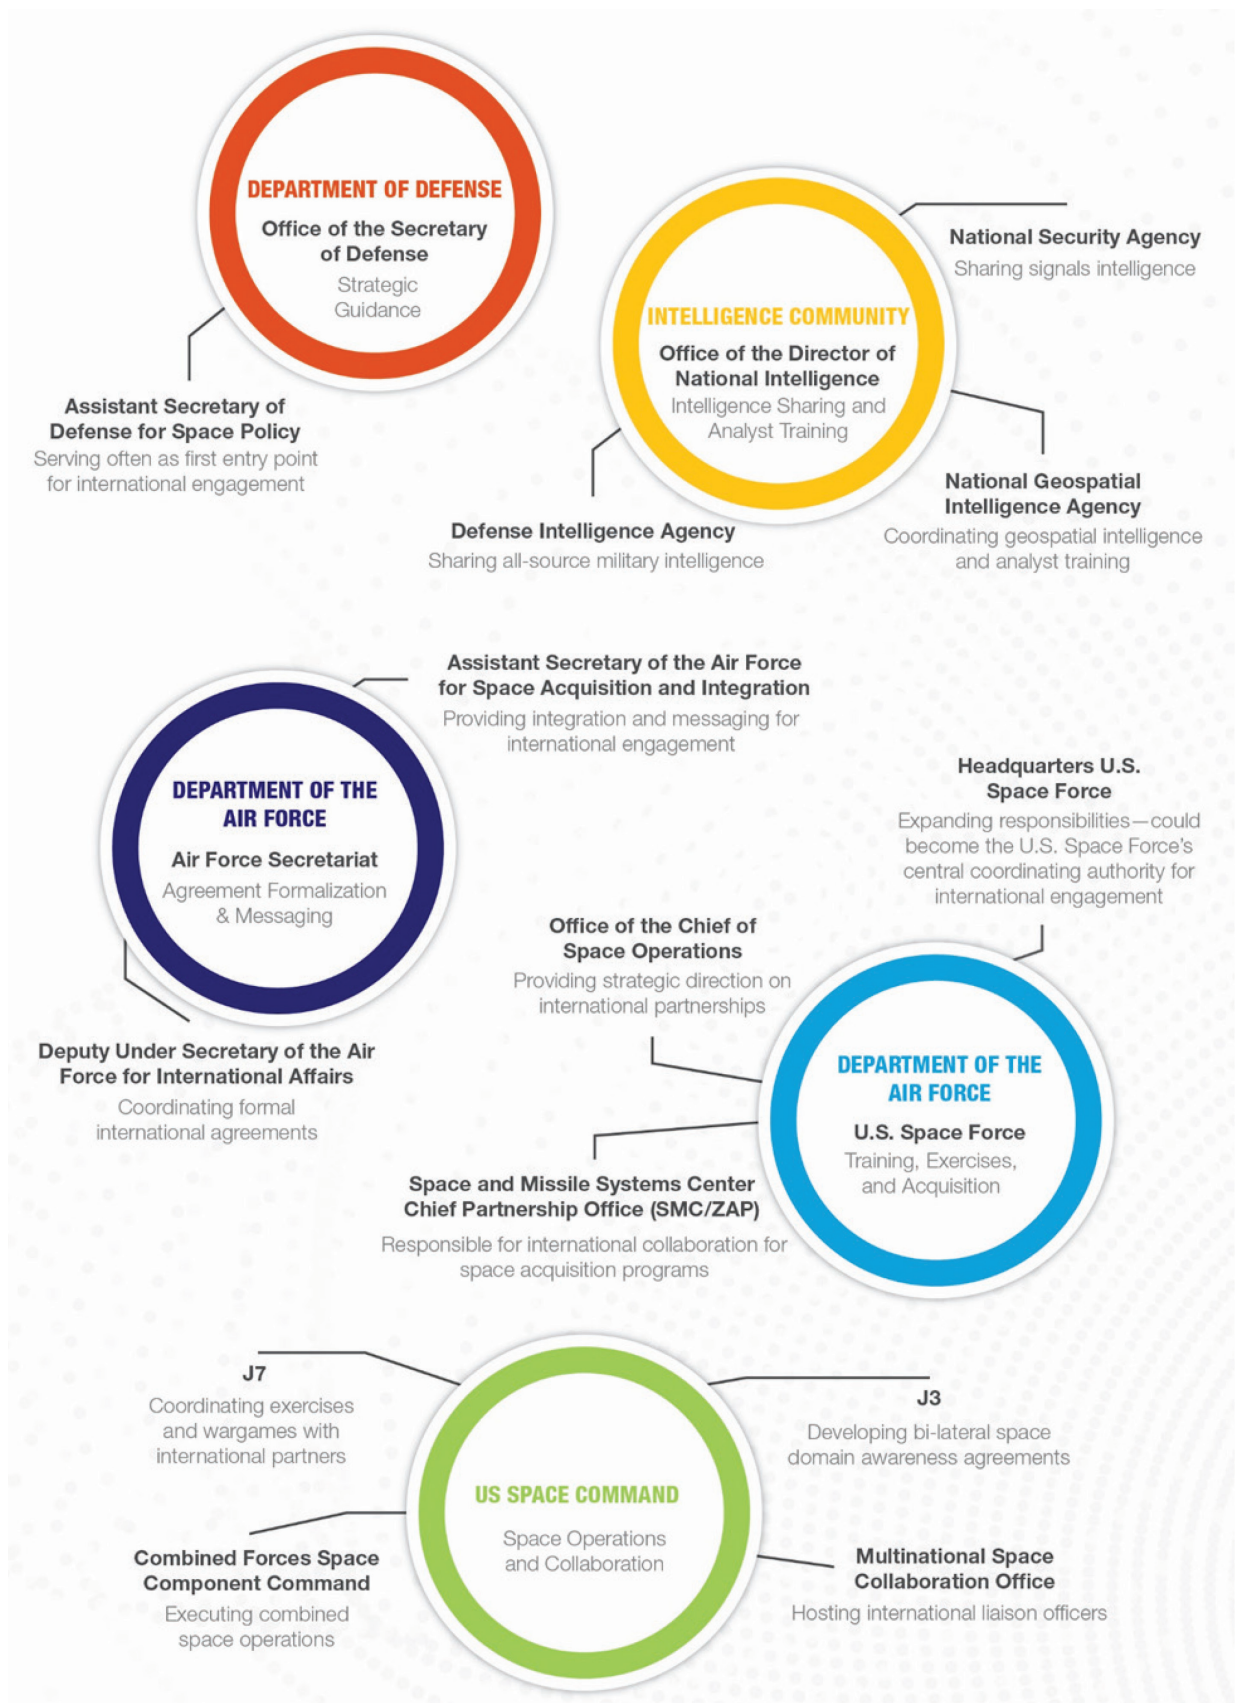 DEPARTMENT OF DEFENSE
Office of the Secretary
of Defense
Strategic
Guidance
Assistant Secretary of
Defense for Space Policy
Serving often as first entry point
for international engagement
INTELLIGENCE COMMUNITY
Office of the Director of
National Intelligence
Intelligence Sharing and
Analyst Training
National Security Agency
Sharing signals intelligence
National Geospatial
Intelligence Agency
Coordinating geospatial intelligence
and analyst training
Defense Intelligence Agency
Sharing all-source military intelligence
Assistant Secretary of the Air Force
for Space Acquisition and Integration
Providing integration and messaging for
international engagement
DEPARTMENT OF THE
AIR FORCE
Air Force Secretariat
Agreement Formalization
& Messaging
Deputy Under Secretary of the Air
Force for International Affairs
Coordinating formal
international agreements
Headquarters U.S.
Space Force
Expanding responsibilities—could
become the U.S. Space Force's
central coordinating authority for
international engagement
Office of the Chief of
Space Operations
Providing strategic direction on
international partnerships
DEPARTMENT OF THE
AIR FORCE
U.S. Space Force
Training, Exercises,
and Acquisition
Space and Missile Systems Center
Chief Partnership Office (SMC/ZAP)
Responsible for international collaboration for
space acquisition programs
J7
Coordinating exercises
and wargames with
international partners
J3
Developing bi-lateral space
domain awareness agreements
US SPACE COMMAND
Space Operations
and Collaboration
Combined Forces Space
Component Command
Executing combined
space operations
Multinational Space
Collaboration Office
Hosting international liaison officers